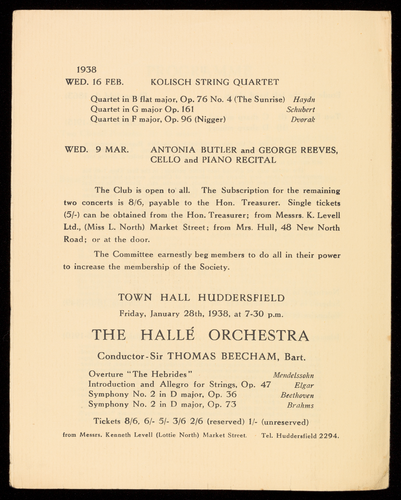 1938
WED. 16 FEB. KOLISCH STRING QUARTET
Quartet in B flat major, Op. 76 No. 4 (The Sunrise) Haydn
Quartet in G major Op. 161 Schubert
Quartet in F major, Op. 96 (Nigger) Dvorak
WED. 9 MAR. ANTONIA BUTLER and GEORGE REEVES,
CELLO and PIANO RECITAL
The Club is open to all. The Subscription for the remaining
two concerts is 8/6, payable to the Hon. Treasurer. Single tickets
(5/-) can be obtained from the Hon. Treasurer; from Messrs. K. Levell
Ltd., (Miss L. North) Market Street; from Mrs. Hull, 48 New North
Road; or at the door.
The Committee earnestly beg members to do all in their power
to increase the membership of the Society.
TOWN HALL HUDDERSFIELD
Friday, January 28th, 1938, at 7-30 p.m.
THE HALLÉ ORCHESTRA
Conductor-Sir THOMAS BEECHAM, Bart.
Overture "The Hebrides" Mendelssohn
Introduction and Allegro for Strings, Op. 47 Elgar
Symphony No. 2 in D major, Op. 36 Beethoven
Symphony No. 2 in D major, Op. 73 Brahms
Tickets 8/6, 6/- 5/- 3/6 2/6 (reserved) 1/- (unreserved)
from Messrs. Kenneth Levell (Lottie North) Market Street. - Tel. Huddersfield 2294.